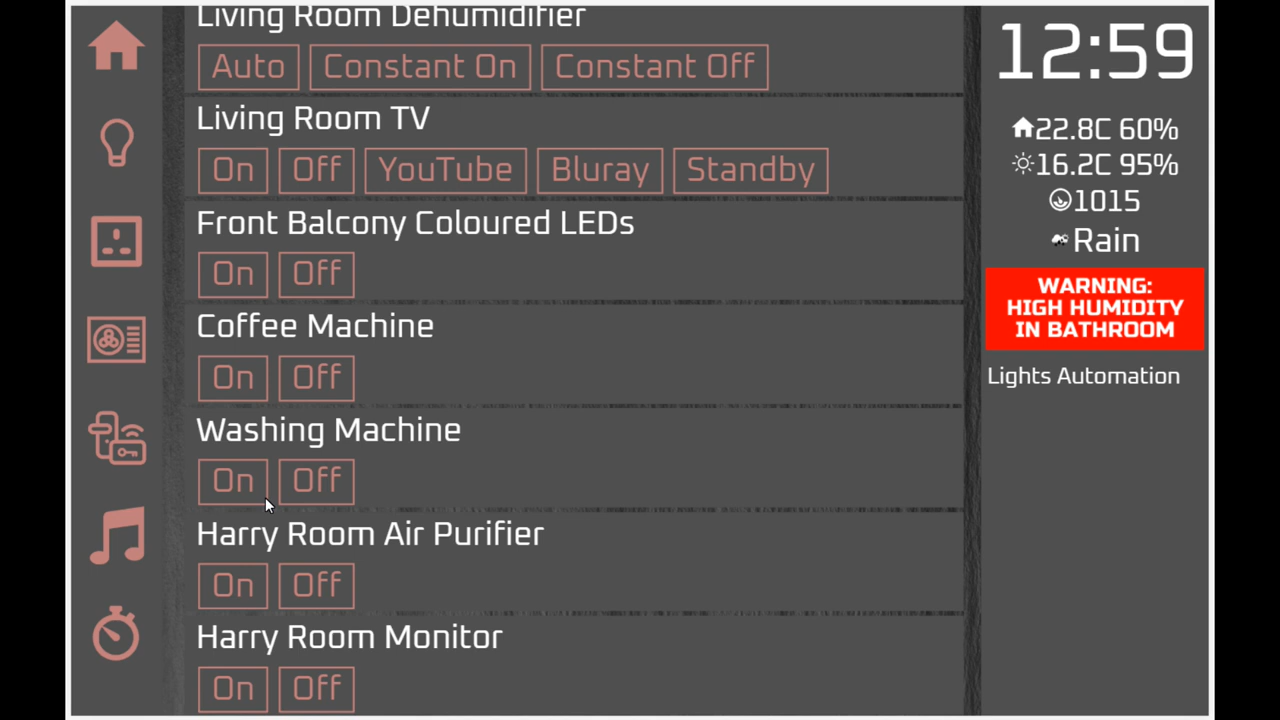 Living Room Dehumidifier
Auto Constant On Constant Off
Living Room TV
On Off YouTube Bluray Standby
Front Balcony Coloured LEDs
On Off
Coffee Machine
On Off
Washing Machine
On Off
Harry Room Air Purifier
On Off
Harry Room Monitor
On Off
12:59
22.8C 60%
16.2C 95%
1015
Rain
WARNING:
HIGH HUMIDITY
IN BATHROOM
Lights Automation